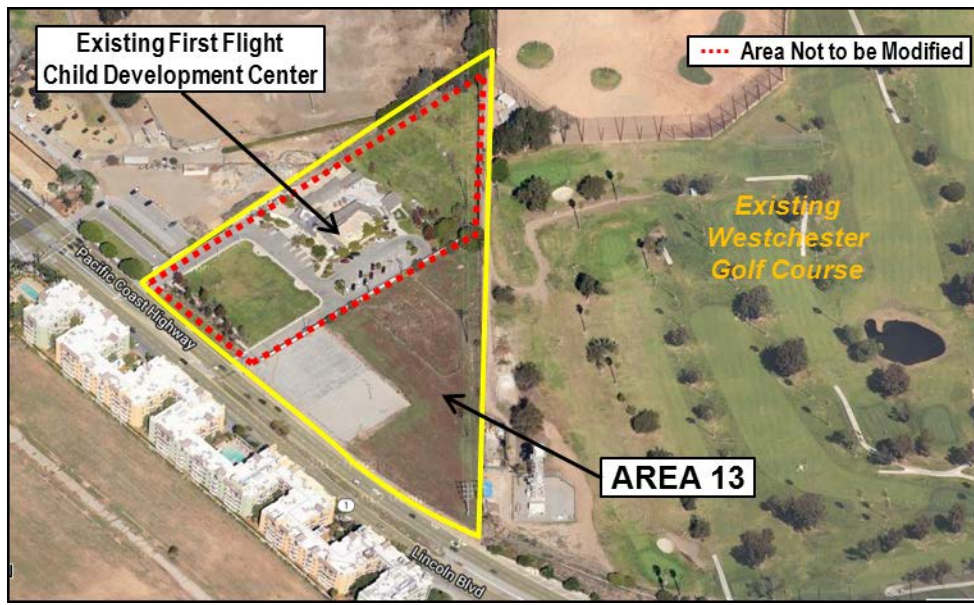 Existing First Flight
Child Development Center
Area Not to be Modified
Existing
Westchester
Golf Course
Pacific Coast Highway
AREA 13
1
Lincoln Blvd